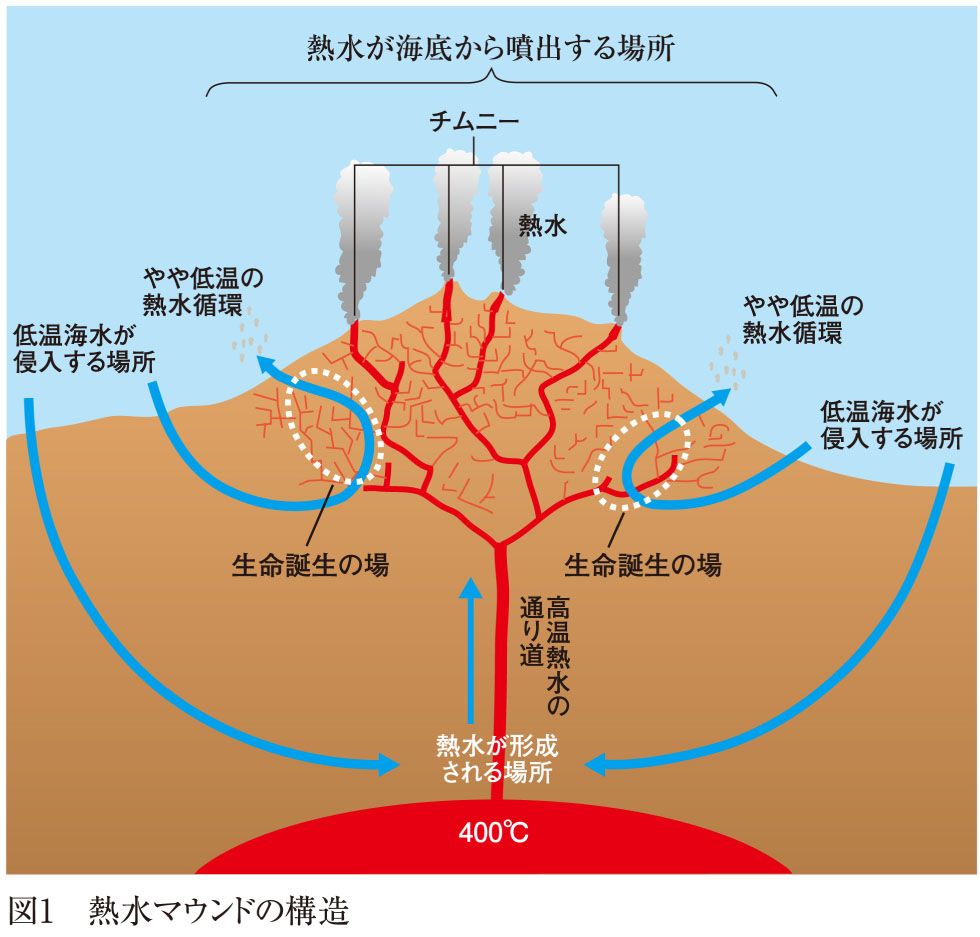 熱水が海底から噴出する場所
チムニー
熱水
やや低温の
熱水循環
低温海水が
侵入する場所
やや低温の
熱水循環
低温海水が
侵入する場所
生命誕生の場
生命誕生の場
高温熱水の
通り道
熱水が形成
される場所
400℃
図1 熱水マウンドの構造